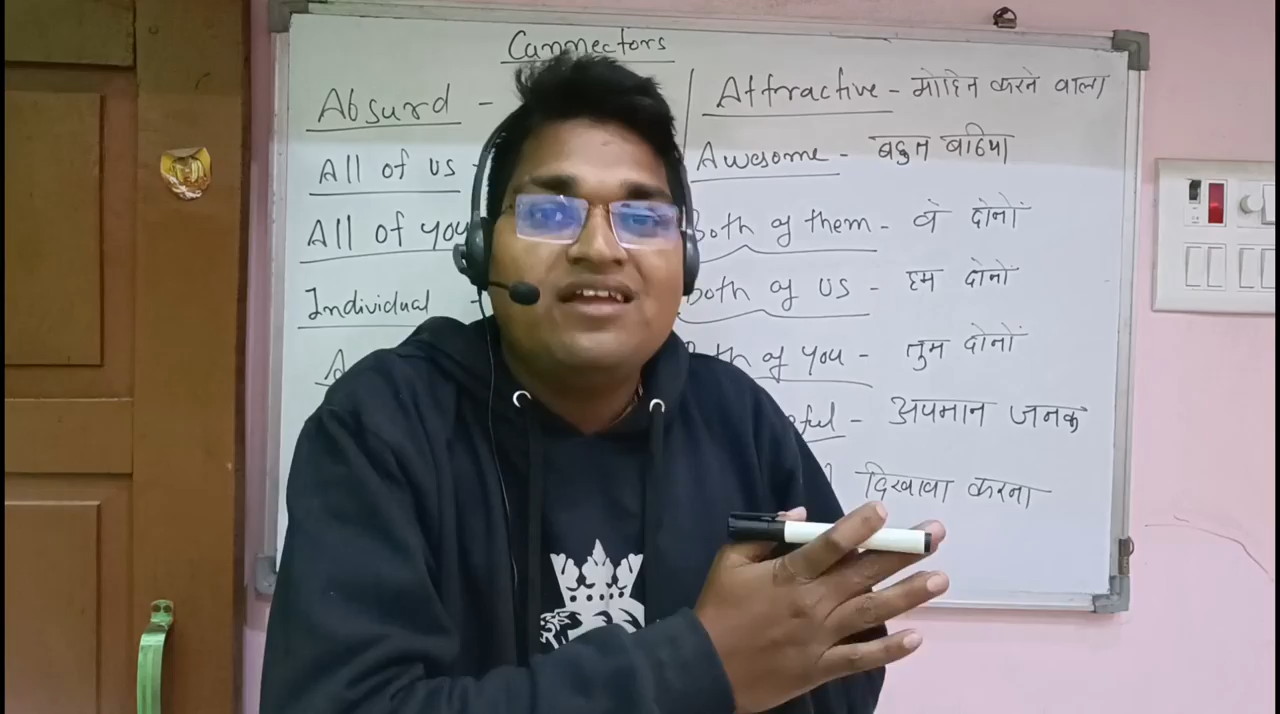 Cannectors
Absurd -
All of us
All of you
Individual -
Attractive - मोहित करने वाला
Awesome - बहुत बढिया
Both of them - वे दोनों
Both of us - हम दोनों
of you - तुम दोनों
- अपमान जनक
दिखावा करना